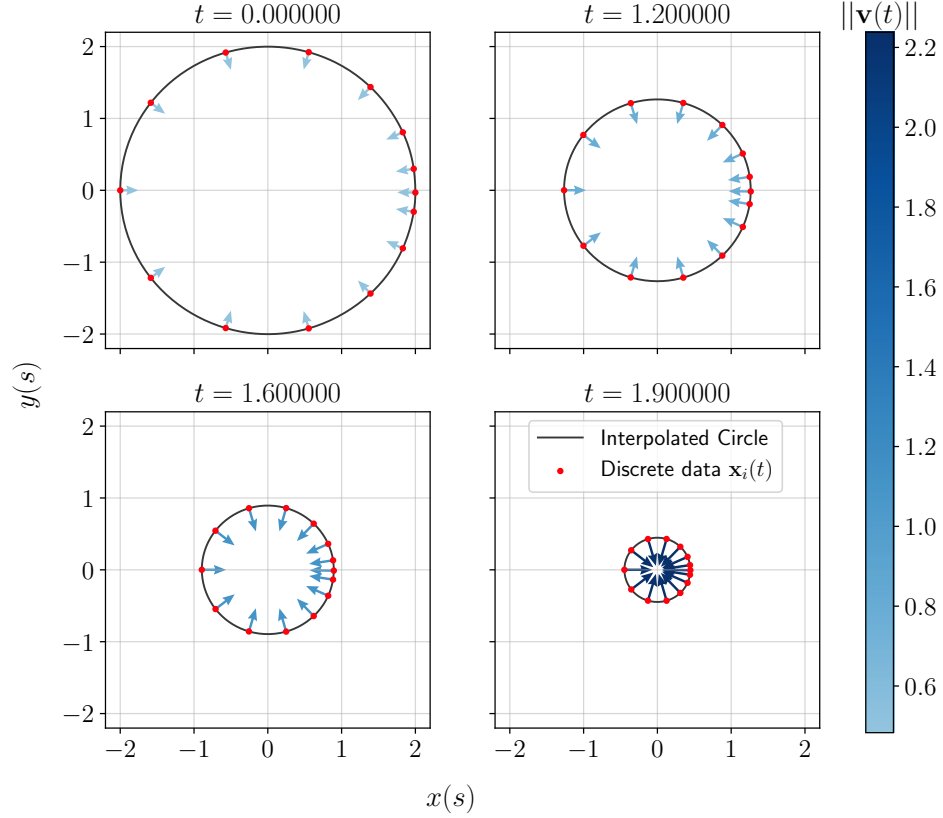 t = 0.000000
t = 1.200000
||v(t)||
2
1
0
−1
−2
2.2
2.0
1.8
1.6
1.4
1.2
1.0
0.8
0.6
y(s)
t = 1.600000
t = 1.900000
2
1
0
−1
−2
Interpolated Circle
Discrete data xᵢ(t)
−2 −1 0 1 2
−2 −1 0 1 2
x(s)